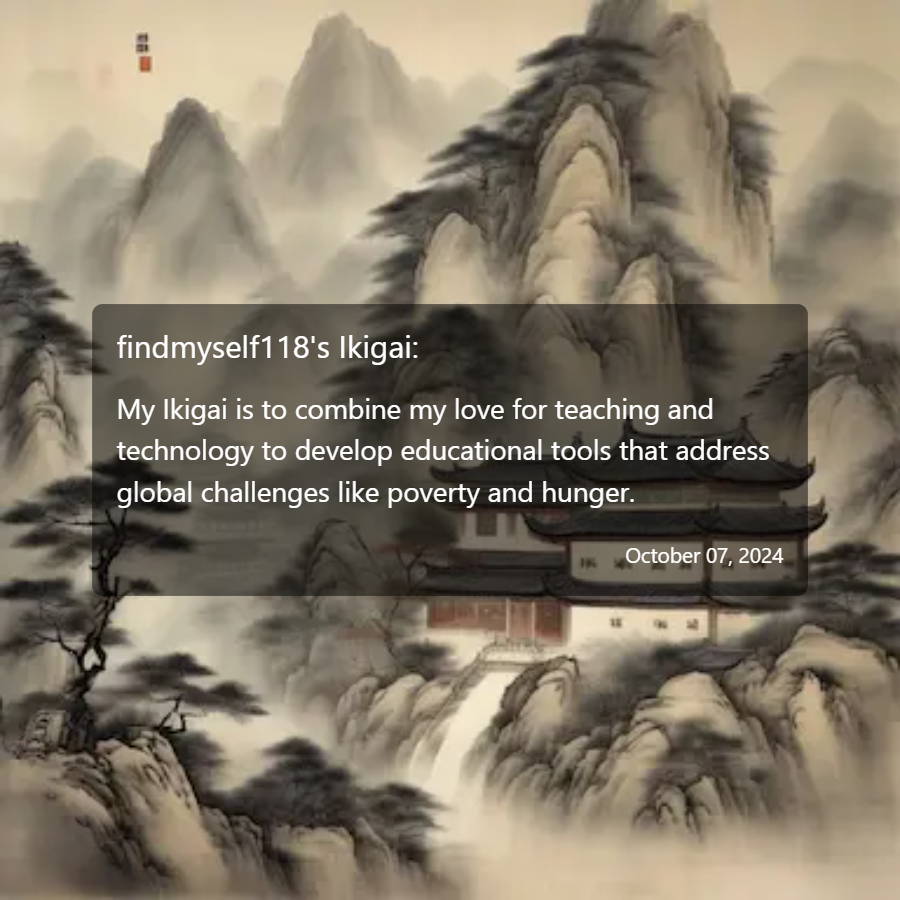 findmyself118's Ikigai:
My Ikigai is to combine my love for teaching and
technology to develop educational tools that address
global challenges like poverty and hunger.
October 07, 2024